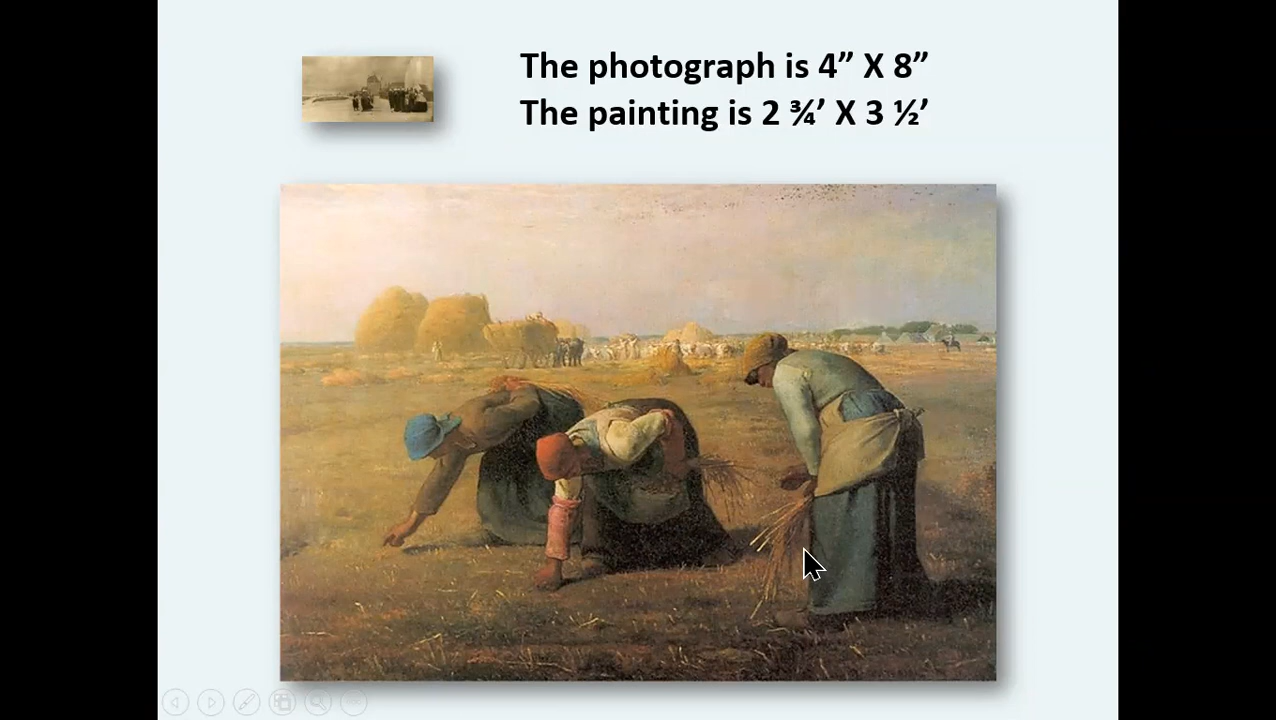 The photograph is 4” X 8”
The painting is 2 ¾’ X 3 ½’